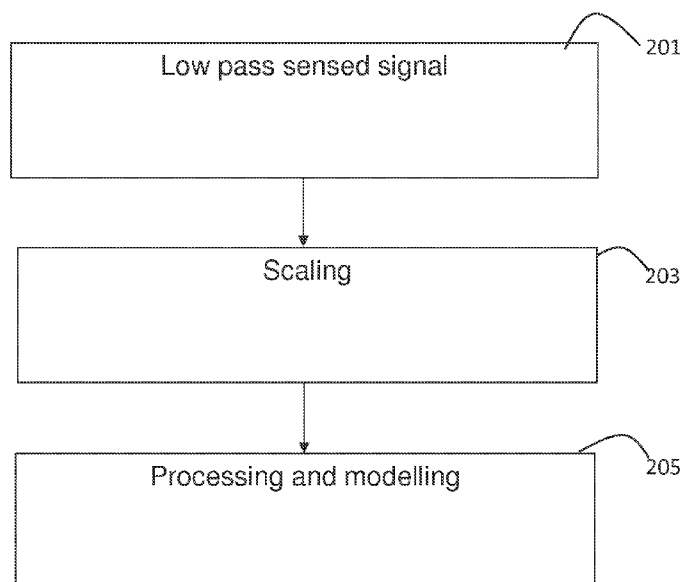 201
Low pass sensed signal
Scaling
203
Processing and modelling
205